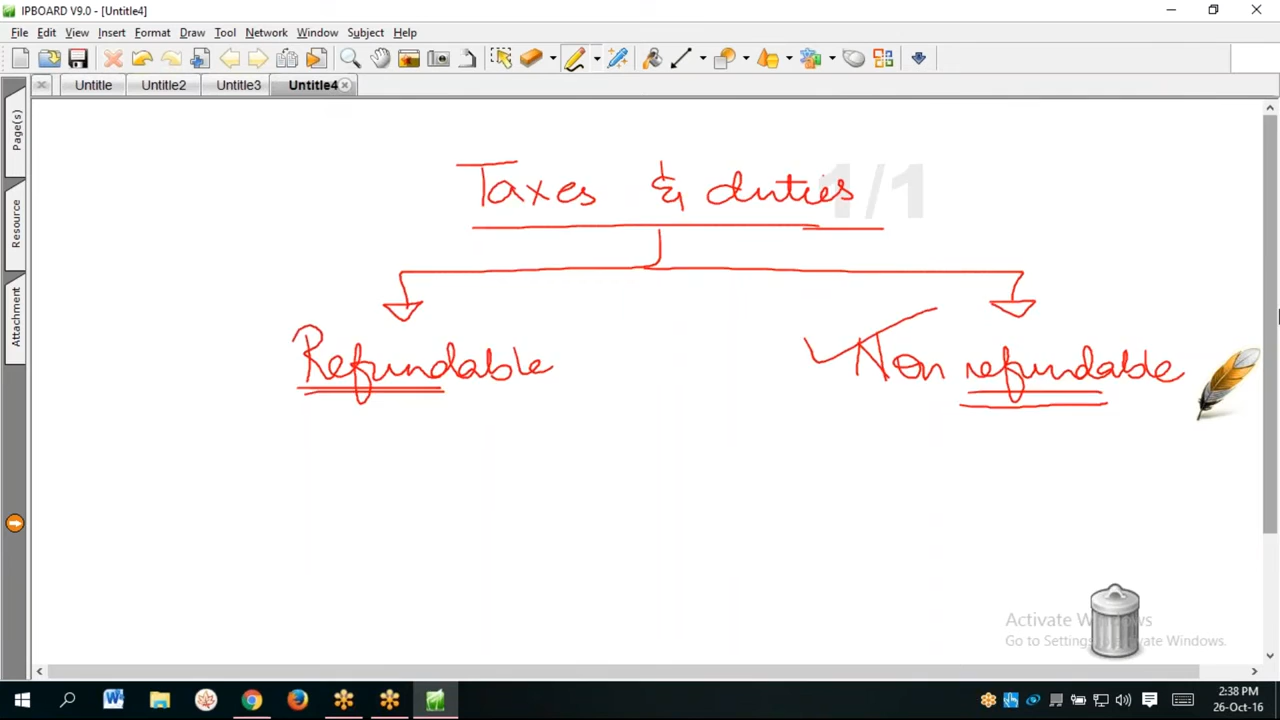 IPBOARD V9.0 - [Untitle4]
File Edit View Insert Format Draw Tool Network Window Subject Help
Untitle Untitle2 Untitle3 Untitle4
Page(s)
Resource
Attachment
1/1
Taxes & duties
Refundable Non refundable
Activate Windows
Go to Settings to activate Windows.
2:38 PM
26-Oct-16